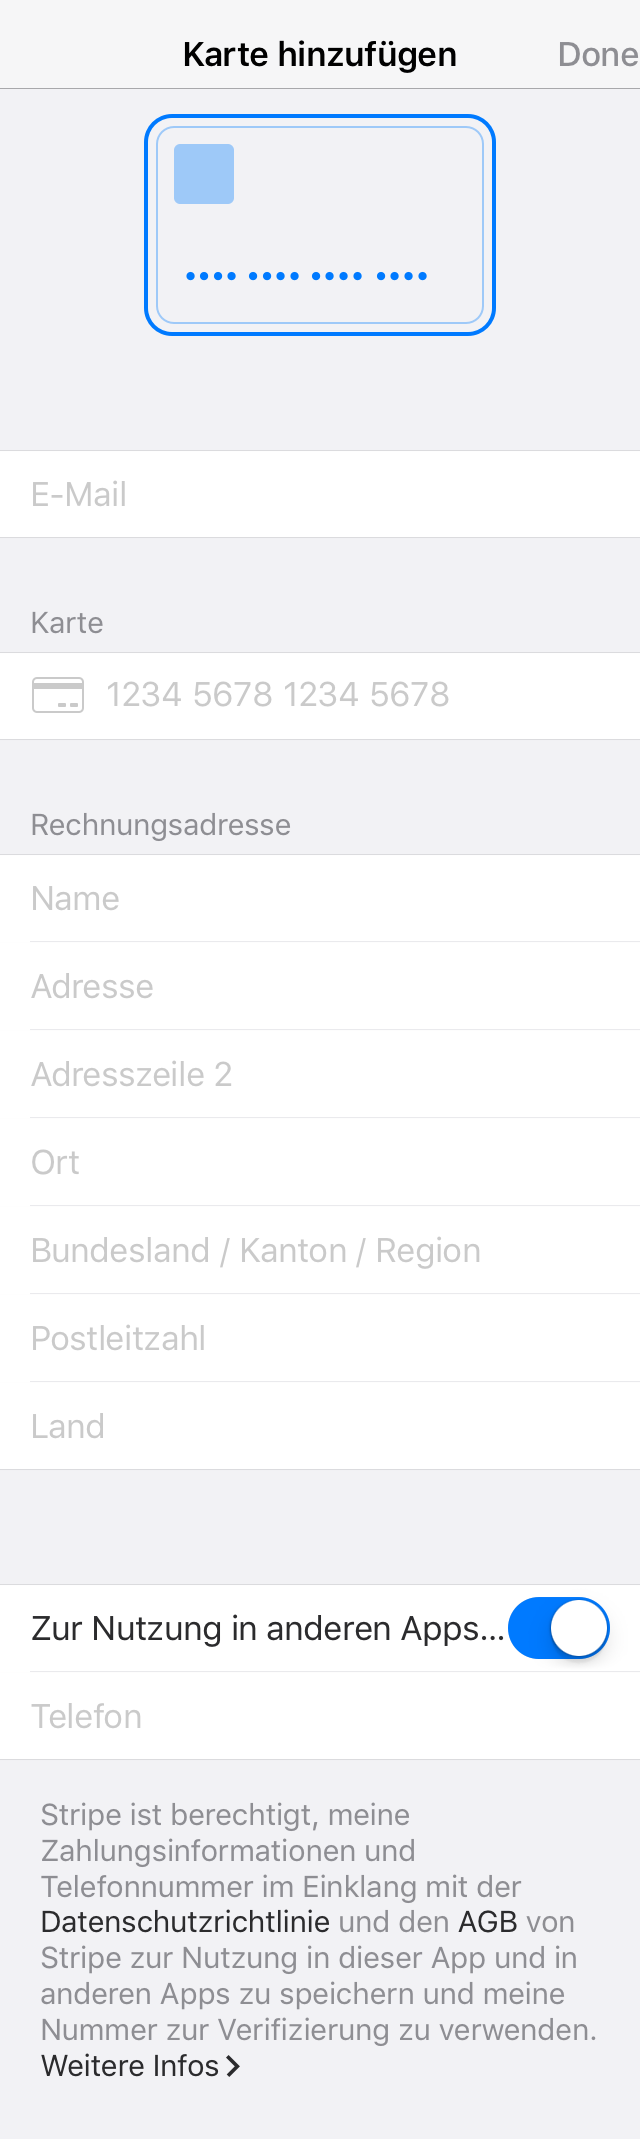 Karte hinzufügen
Done
•••• •••• •••• ••••
E-Mail
Karte
1234 5678 1234 5678
Rechnungsadresse
Name
Adresse
Adresszeile 2
Ort
Bundesland / Kanton / Region
Postleitzahl
Land
Zur Nutzung in anderen Apps...
Telefon
Stripe ist berechtigt, meine
Zahlungsinformationen und
Telefonnummer im Einklang mit der
Datenschutzrichtlinie und den AGB von
Stripe zur Nutzung in dieser App und in
anderen Apps zu speichern und meine
Nummer zur Verifizierung zu verwenden.
Weitere Infos